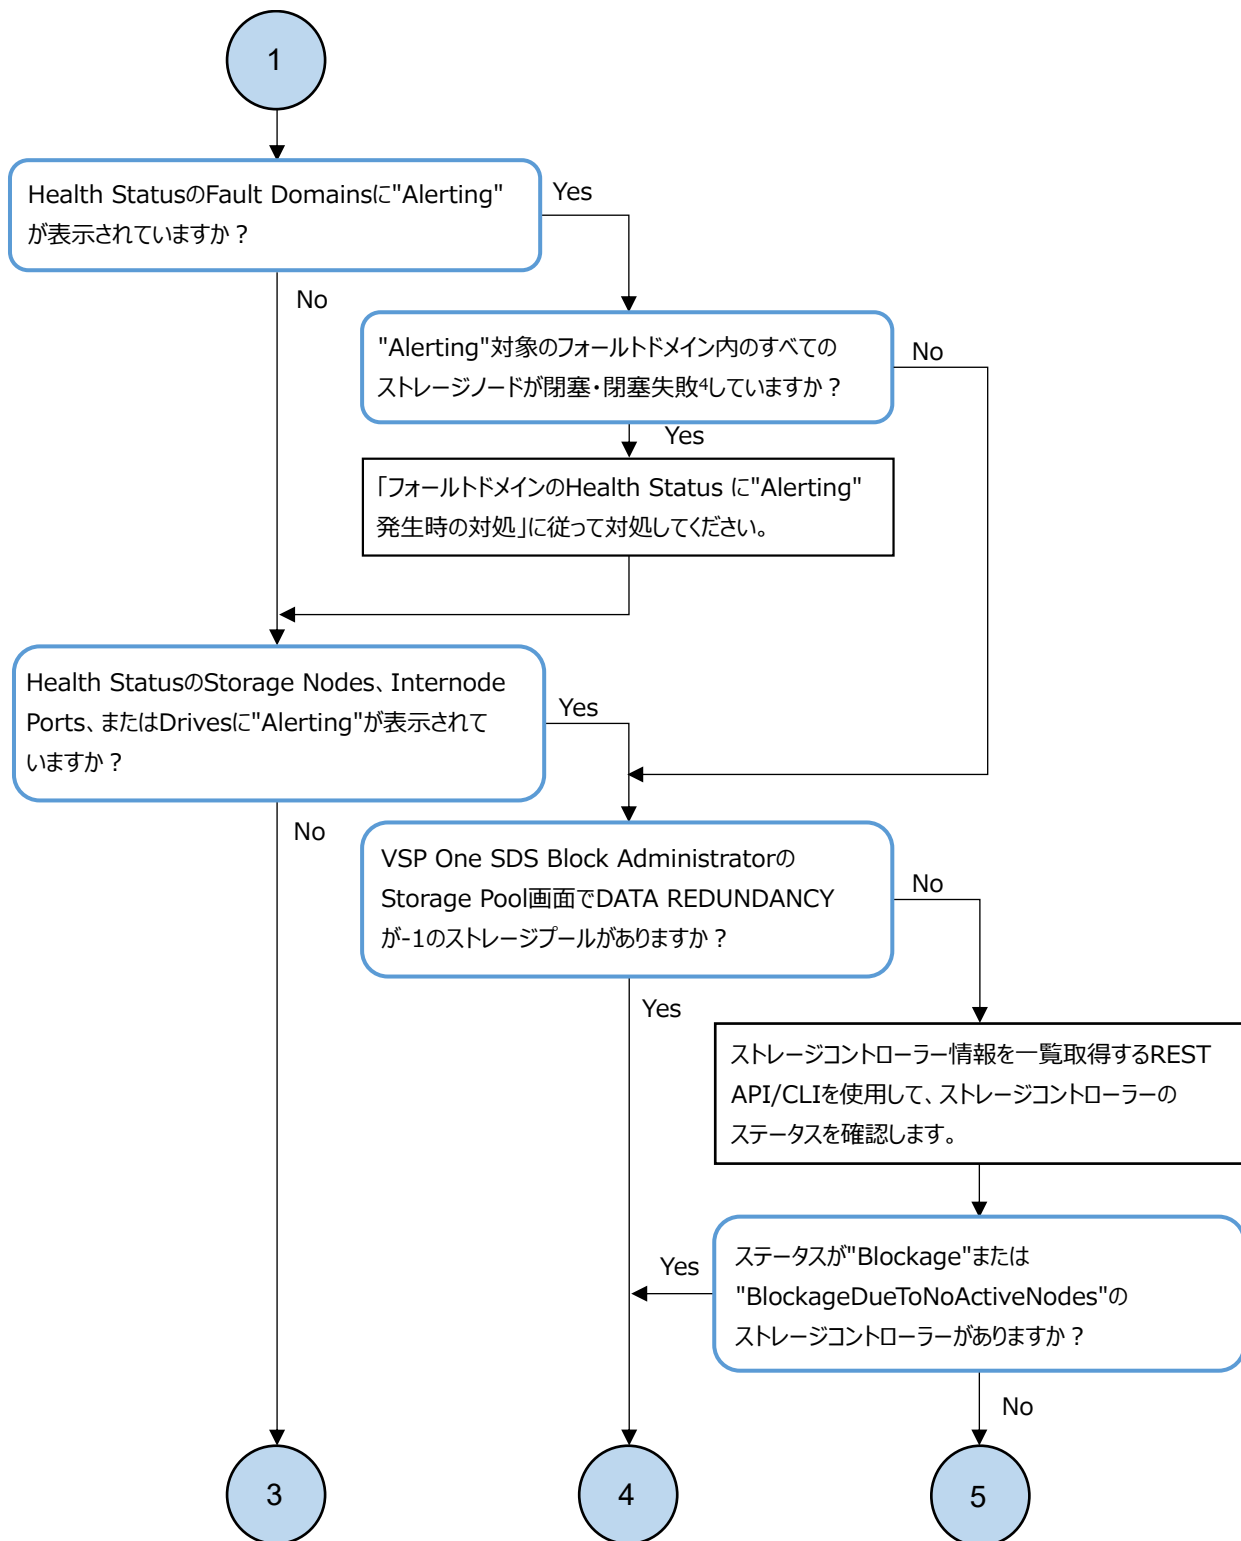 1
Health StatusのFault Domainsに"Alerting"
が表示されていますか？
Yes
No
"Alerting"対象のフォールトドメイン内のすべての
ストレージノードが閉塞・閉塞失敗4していますか？
No
Yes
「フォールトドメインのHealth Status に"Alerting"
発生時の対処」に従って対処してください。
Health StatusのStorage Nodes、Internode
Ports、またはDrivesに"Alerting"が表示されて
いますか？
Yes
No
VSP One SDS Block Administratorの
Storage Pool画面でDATA REDUNDANCY
が-1のストレージプールがありますか？
No
Yes
ストレージコントローラー情報を一覧取得するREST
API/CLIを使用して、ストレージコントローラーの
ステータスを確認します。
ステータスが"Blockage"または
"BlockageDueToNoActiveNodes"の
ストレージコントローラーがありますか？
Yes
No
3
4
5